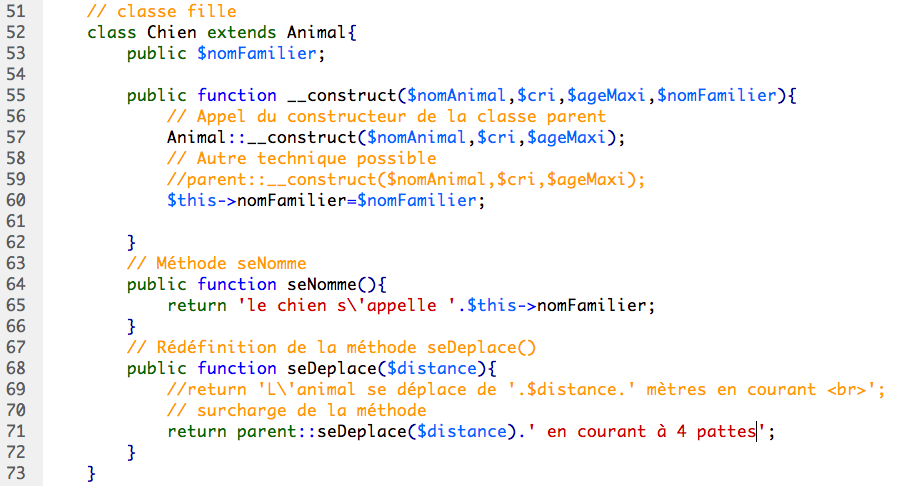 51 // classe fille
52 class Chien extends Animal{
53 public $nomFamilier;
54
55 public function __construct($nomAnimal,$cri,$ageMaxi,$nomFamilier){
56 // Appel du constructeur de la classe parent
57 Animal::__construct($nomAnimal,$cri,$ageMaxi);
58 // Autre technique possible
59 //parent::__construct($nomAnimal,$cri,$ageMaxi);
60 $this->nomFamilier=$nomFamilier;
61
62 }
63 // Méthode seNomme
64 public function seNomme(){
65 return 'le chien s\'appelle '.$this->nomFamilier;
66 }
67 // Rédéfinition de la méthode seDeplace()
68 public function seDeplace($distance){
69 //return 'L\'animal se déplace de '.$distance.' mètres en courant <br>';
70 // surcharge de la méthode
71 return parent::seDeplace($distance).' en courant à 4 pattes';
72 }
73 }